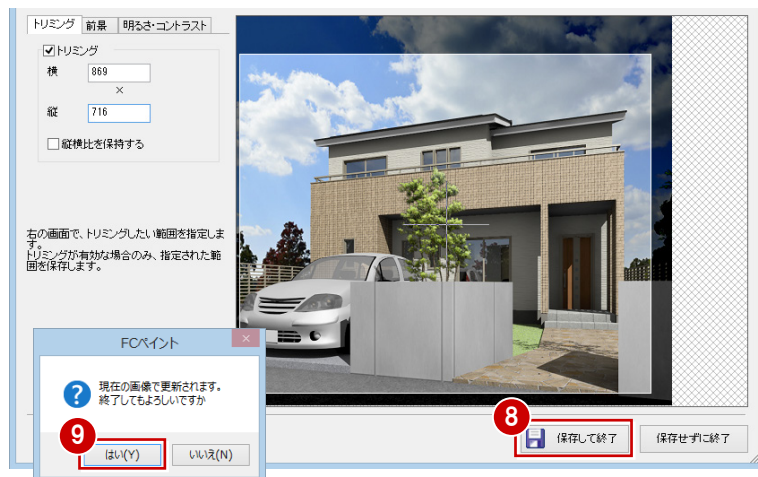 トリミング 前景 明るさ・コントラスト
トリミング
横 869
×
縦 716
縦横比を保持する
右の画面で、トリミングしたい範囲を指定しま
す。
トリミングが有効な場合のみ、指定された範
囲を保存します。
FCペイント
×
?
現在の画像で更新されます。
終了してもよろしいですか
9
はい(Y) いいえ(N)
8
保存して終了 保存せずに終了